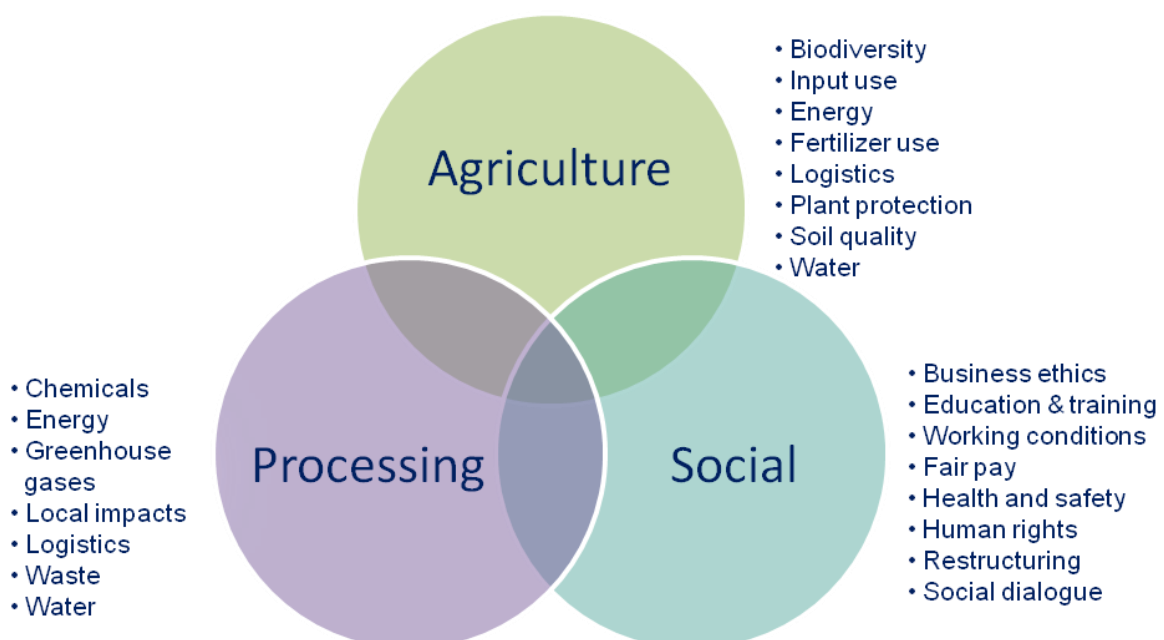 Agriculture
• Biodiversity
• Input use
• Energy
• Fertilizer use
• Logistics
• Plant protection
• Soil quality
• Water
Processing
• Chemicals
• Energy
• Greenhouse
gases
• Local impacts
• Logistics
• Waste
• Water
Social
• Business ethics
• Education & training
• Working conditions
• Fair pay
• Health and safety
• Human rights
• Restructuring
• Social dialogue